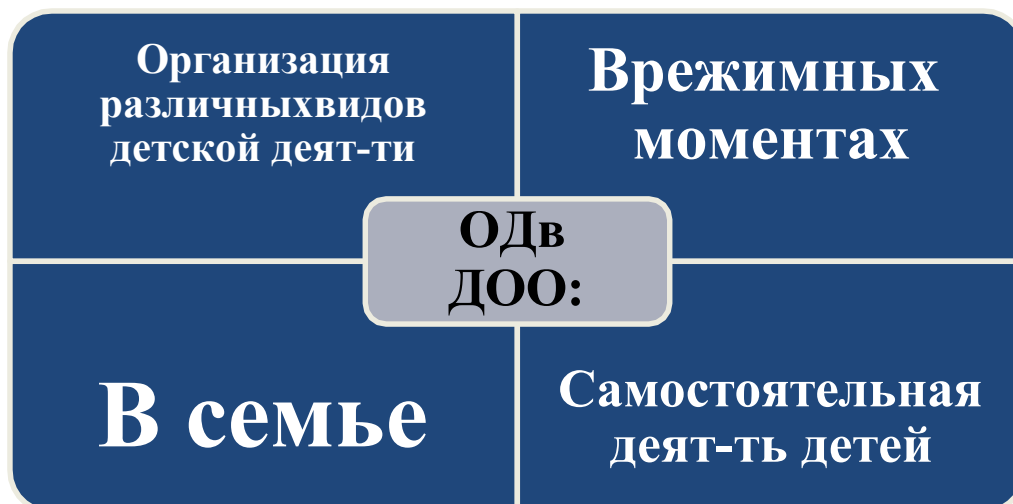 Организация
различныхвидов
детской деят-ти
Врежимных
моментах
ОДв
ДОО:
В семье
Самостоятельная
деят-ть детей